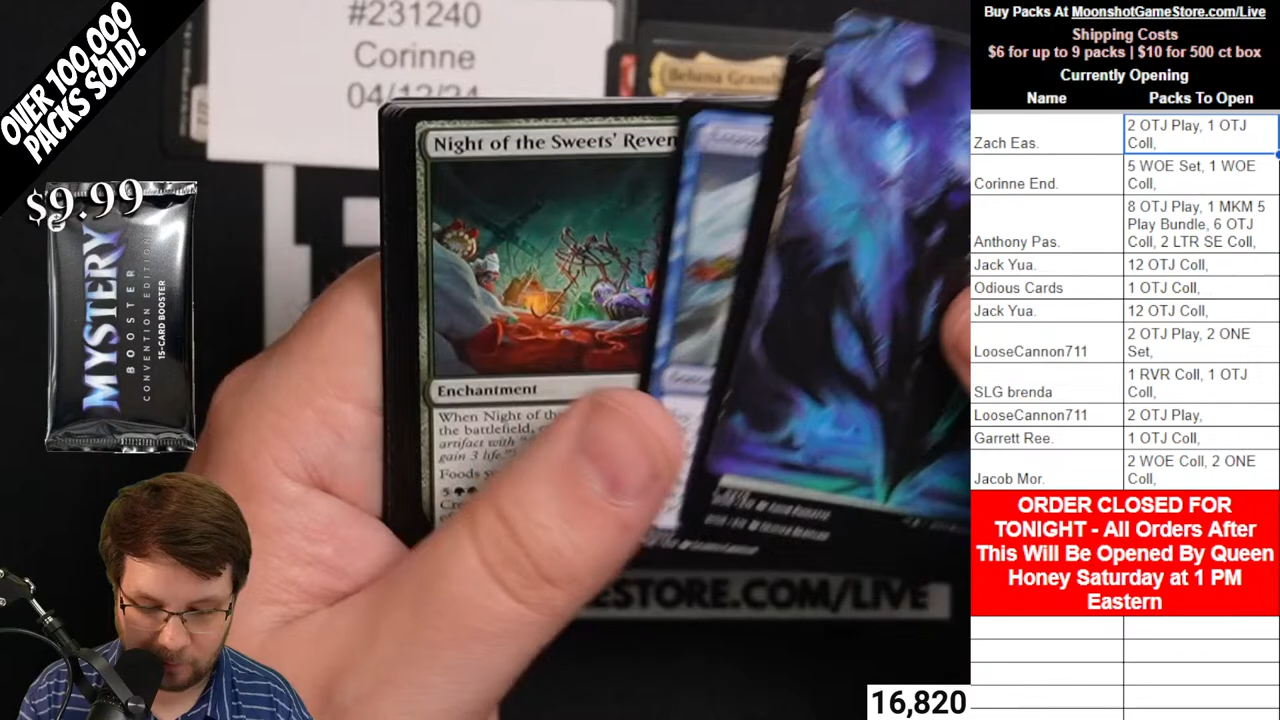 OVER 100,000
PACKS SOLD!
$9.99
MYSTERY
BOOSTER
CONVENTION EDITION
15-CARD BOOSTER
#231240
Corinne
04/12/24
Beluna Grand
Night of the Sweets' Reven
Enchantment
When Night of the
the battlefield,
artifact with
gain 3 life."
Foods
ESTORE.COM/LIVE
Buy Packs At MoonshotGameStore.com/Live
Shipping Costs
$6 for up to 9 packs | $10 for 500 ct box
Currently Opening
Name Packs To Open
Zach Eas. 2 OTJ Play, 1 OTJ
Coll,
Corinne End. 5 WOE Set, 1 WOE
Coll,
Anthony Pas. 8 OTJ Play, 1 MKM 5
Play Bundle, 6 OTJ
Coll, 2 LTR SE Coll,
Jack Yua. 12 OTJ Coll,
Odious Cards 1 OTJ Coll,
Jack Yua. 12 OTJ Coll,
LooseCannon711 2 OTJ Play, 2 ONE
Set,
SLG brenda 1 RVR Coll, 1 OTJ
Coll,
LooseCannon711 2 OTJ Play,
Garrett Ree. 1 OTJ Coll,
Jacob Mor. 2 WOE Coll, 2 ONE
Coll,
ORDER CLOSED FOR
TONIGHT - All Orders After
This Will Be Opened By Queen
Honey Saturday at 1 PM
Eastern
16,820